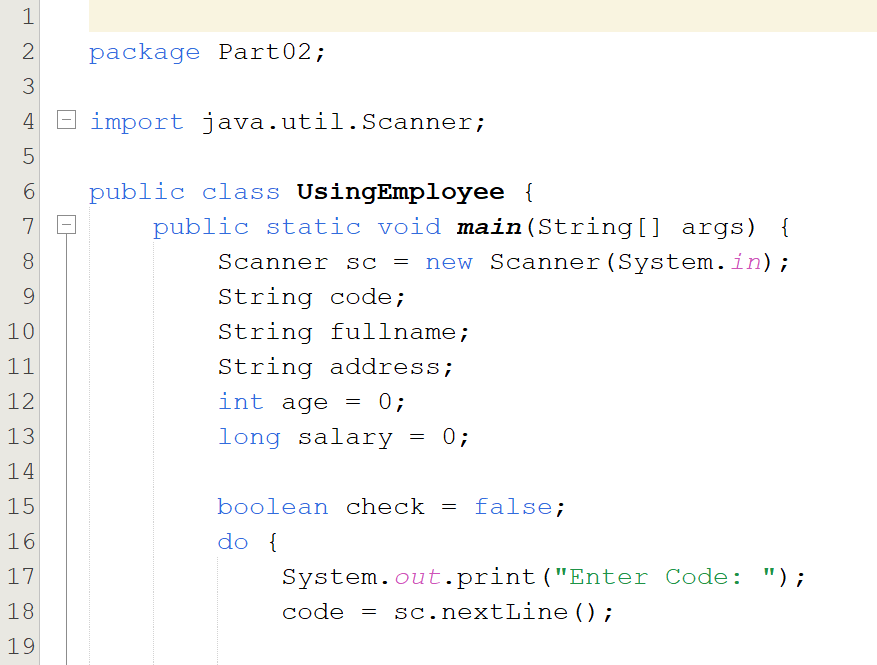 1
2 package Part02;
3
4 import java.util.Scanner;
5
6 public class UsingEmployee {
7 public static void main(String[] args) {
8 Scanner sc = new Scanner(System.in);
9 String code;
10 String fullname;
11 String address;
12 int age = 0;
13 long salary = 0;
14
15 boolean check = false;
16 do {
17 System.out.print("Enter Code: ");
18 code = sc.nextLine();
19